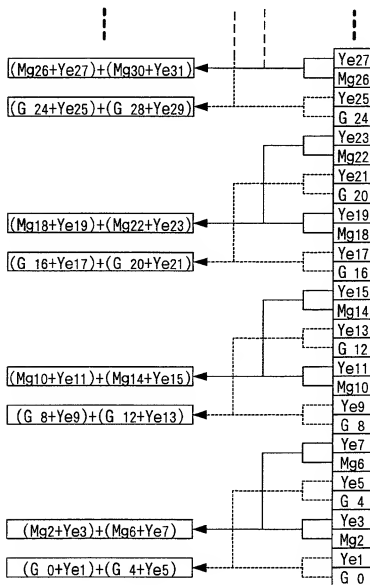 Ye27
(Mg26+Ye27)+(Mg30+Ye31)
Mg26
Ye25
(G 24+Ye25)+(G 28+Ye29)
G 24
Ye23
Mg22
Ye21
G 20
Ye19
(Mg18+Ye19)+(Mg22+Ye23)
Mg18
Ye17
(G 16+Ye17)+(G 20+Ye21)
G 16
Ye15
Mg14
Ye13
G 12
Ye11
(Mg10+Ye11)+(Mg14+Ye15)
Mg10
Ye9
(G 8+Ye9)+(G 12+Ye13)
G 8
Ye7
Mg6
Ye5
G 4
Ye3
(Mg2+Ye3)+(Mg6+Ye7)
Mg2
Ye1
(G 0+Ye1)+(G 4+Ye5)
G 0